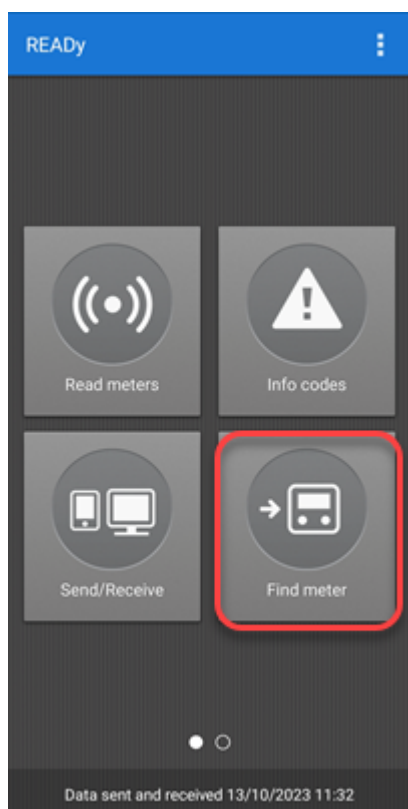 READy
Read meters
Info codes
Send/Receive
Find meter
Data sent and received 13/10/2023 11:32